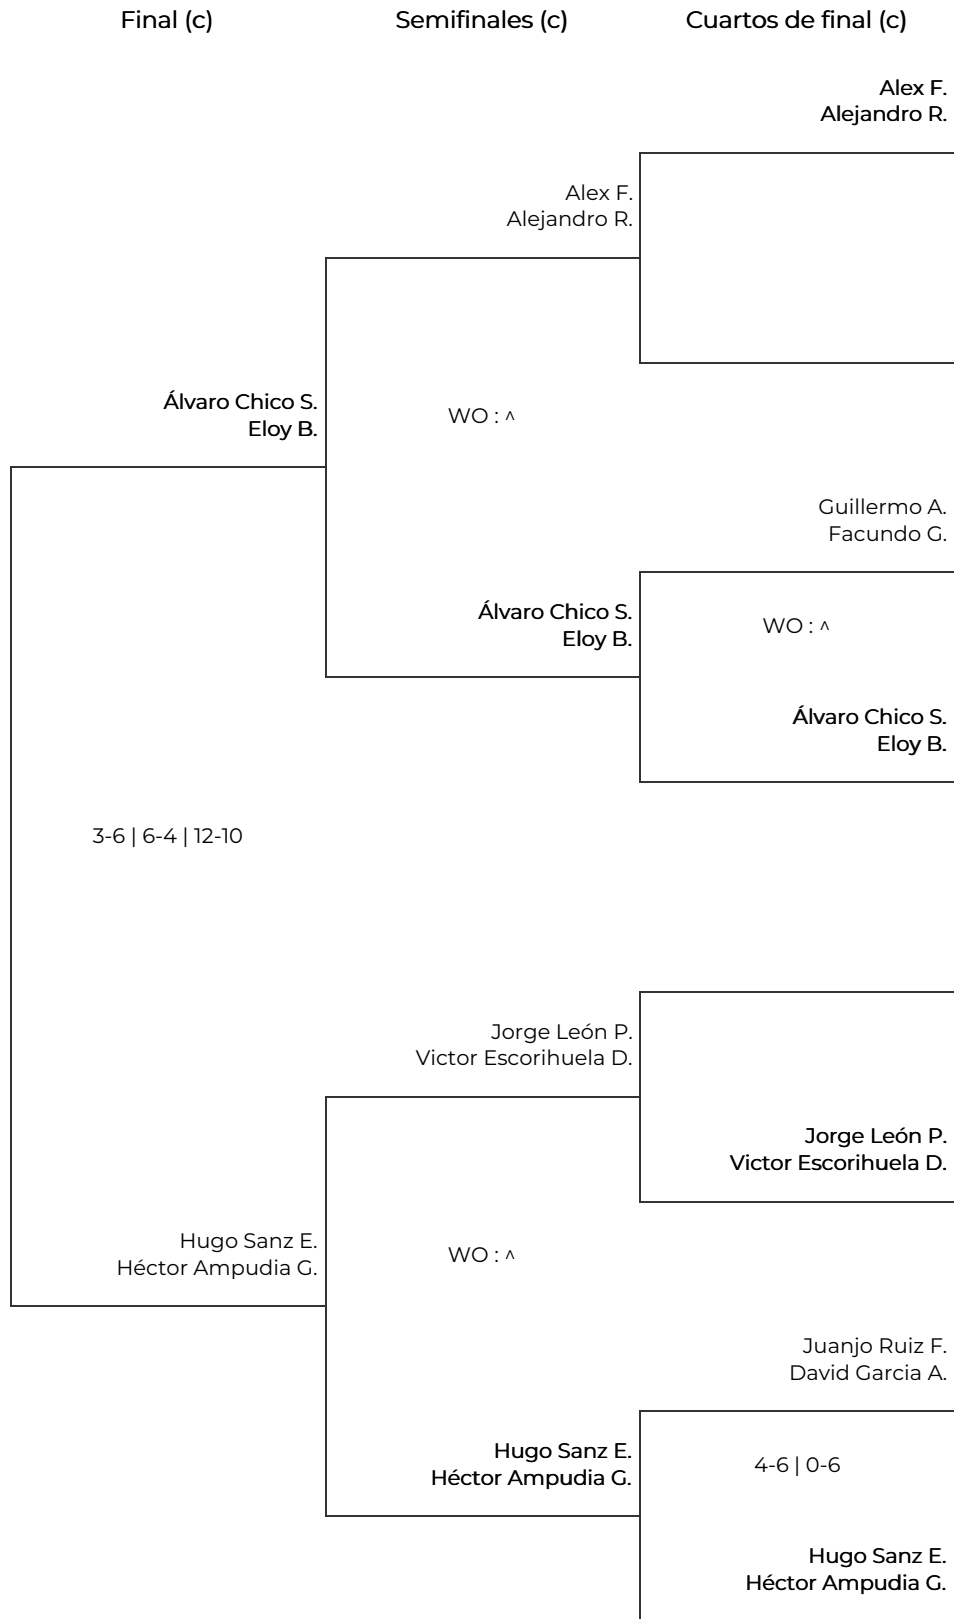 Final (c)
Semifinales (c)
Cuartos de final (c)
Alex F.
Alejandro R.
Alex F.
Alejandro R.
Álvaro Chico S.
Eloy B.
WO : ^
Guillermo A.
Facundo G.
Álvaro Chico S.
Eloy B.
WO : ^
Álvaro Chico S.
Eloy B.
3-6 | 6-4 | 12-10
Jorge León P.
Victor Escorihuela D.
Jorge León P.
Victor Escorihuela D.
Hugo Sanz E.
Héctor Ampudia G.
WO : ^
Juanjo Ruiz F.
David Garcia A.
Hugo Sanz E.
Héctor Ampudia G.
4-6 | 0-6
Hugo Sanz E.
Héctor Ampudia G.